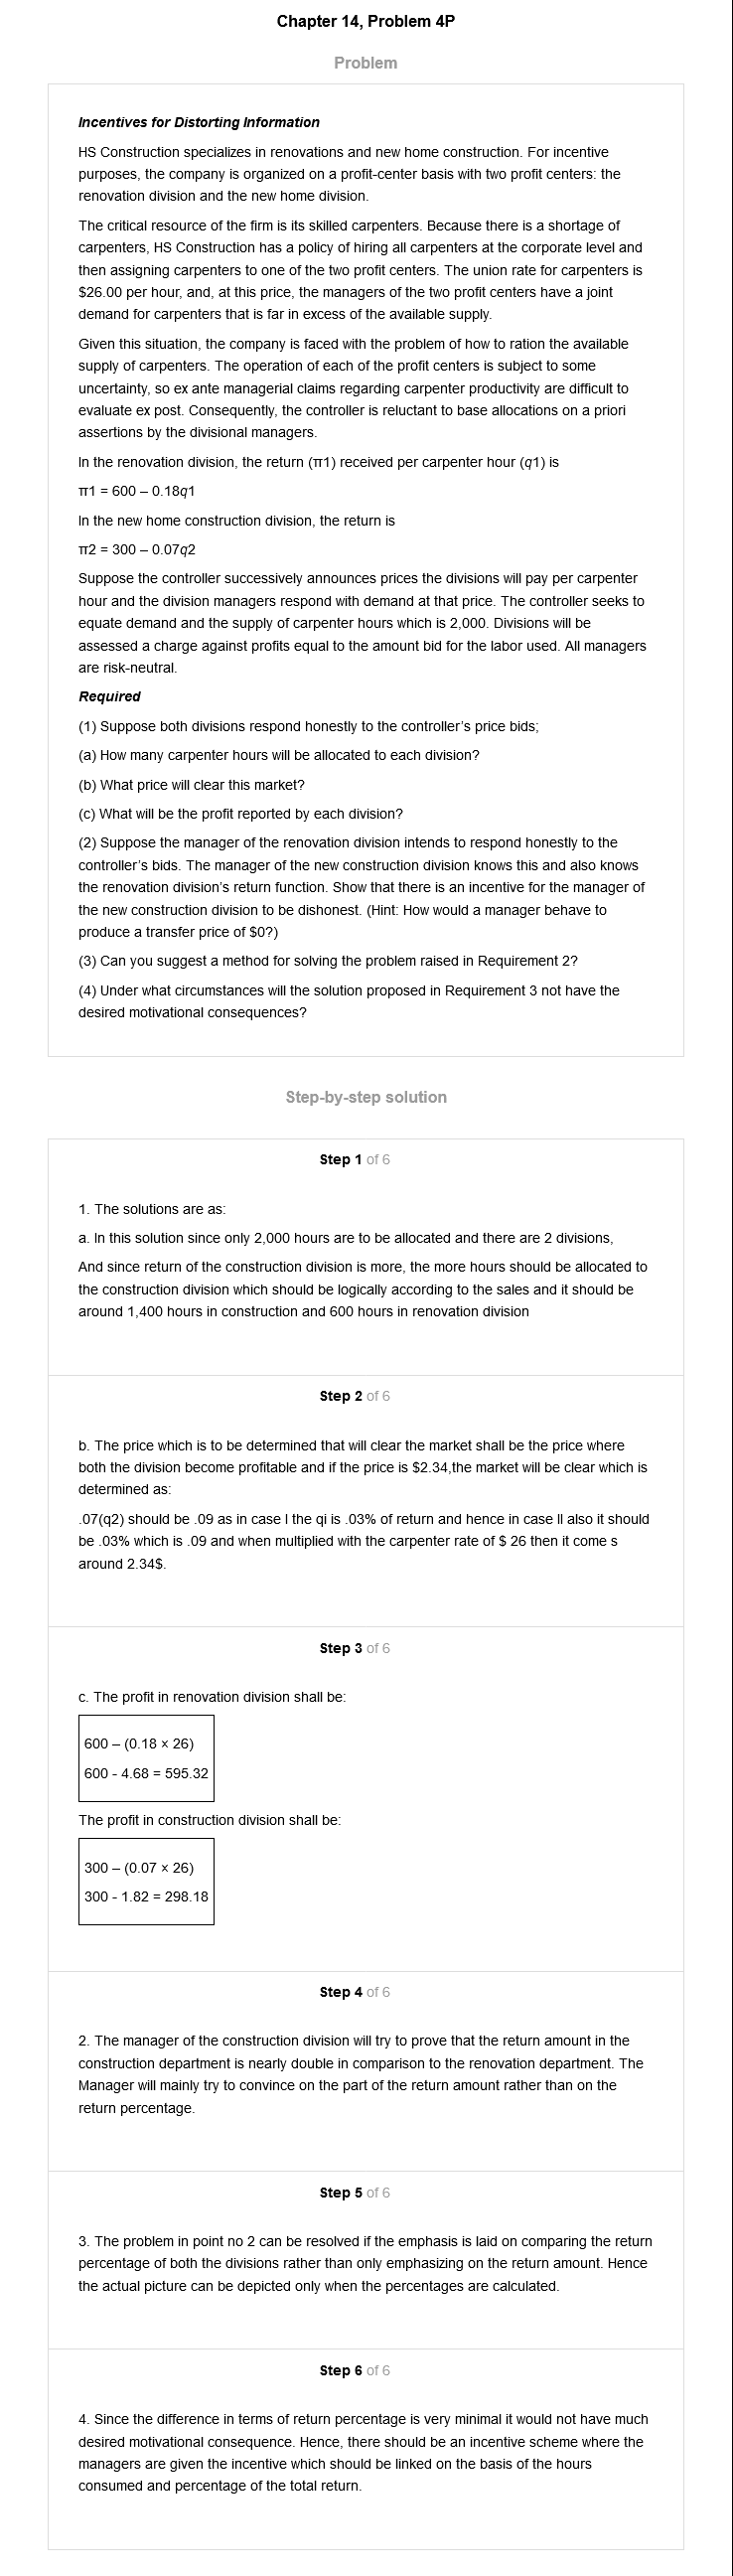 Chapter 14, Problem 4P
Problem
Incentives for Distorting Information
HS Construction specializes in renovations and new home construction. For incentive
purposes, the company is organized on a profit-center basis with two profit centers: the
renovation division and the new home division.
The critical resource of the firm is its skilled carpenters. Because there is a shortage of
carpenters, HS Construction has a policy of hiring all carpenters at the corporate level and
then assigning carpenters to one of the two profit centers. The union rate for carpenters is
$26.00 per hour, and, at this price, the managers of the two profit centers have a joint
demand for carpenters that is far in excess of the available supply.
Given this situation, the company is faced with the problem of how to ration the available
supply of carpenters. The operation of each of the profit centers is subject to some
uncertainty, so ex ante managerial claims regarding carpenter productivity are difficult to
evaluate ex post. Consequently, the controller is reluctant to base allocations on a priori
assertions by the divisional managers.
In the renovation division, the return (π1) received per carpenter hour (q1) is
π1 = 600 – 0.18q1
In the new home construction division, the return is
π2 = 300 – 0.07q2
Suppose the controller successively announces prices the divisions will pay per carpenter
hour and the division managers respond with demand at that price. The controller seeks to
equate demand and the supply of carpenter hours which is 2,000. Divisions will be
assessed a charge against profits equal to the amount bid for the labor used. All managers
are risk-neutral.
Required
(1) Suppose both divisions respond honestly to the controller's price bids;
(a) How many carpenter hours will be allocated to each division?
(b) What price will clear this market?
(c) What will be the profit reported by each division?
(2) Suppose the manager of the renovation division intends to respond honestly to the
controller's bids. The manager of the new construction division knows this and also knows
the renovation division's return function. Show that there is an incentive for the manager of
the new construction division to be dishonest. (Hint: How would a manager behave to
produce a transfer price of $0?)
(3) Can you suggest a method for solving the problem raised in Requirement 2?
(4) Under what circumstances will the solution proposed in Requirement 3 not have the
desired motivational consequences?
Step-by-step solution
Step 1 of 6
1. The solutions are as:
a. In this solution since only 2,000 hours are to be allocated and there are 2 divisions,
And since return of the construction division is more, the more hours should be allocated to
the construction division which should be logically according to the sales and it should be
around 1,400 hours in construction and 600 hours in renovation division
Step 2 of 6
b. The price which is to be determined that will clear the market shall be the price where
both the division become profitable and if the price is $2.34,the market will be clear which is
determined as:
.07(q2) should be .09 as in case I the qi is .03% of return and hence in case II also it should
be .03% which is .09 and when multiplied with the carpenter rate of $ 26 then it come s
around 2.34$.
Step 3 of 6
c. The profit in renovation division shall be:
600 – (0.18 × 26)
600 - 4.68 = 595.32
The profit in construction division shall be:
300 – (0.07 × 26)
300 - 1.82 = 298.18
Step 4 of 6
2. The manager of the construction division will try to prove that the return amount in the
construction department is nearly double in comparison to the renovation department. The
Manager will mainly try to convince on the part of the return amount rather than on the
return percentage.
Step 5 of 6
3. The problem in point no 2 can be resolved if the emphasis is laid on comparing the return
percentage of both the divisions rather than only emphasizing on the return amount. Hence
the actual picture can be depicted only when the percentages are calculated.
Step 6 of 6
4. Since the difference in terms of return percentage is very minimal it would not have much
desired motivational consequence. Hence, there should be an incentive scheme where the
managers are given the incentive which should be linked on the basis of the hours
consumed and percentage of the total return.